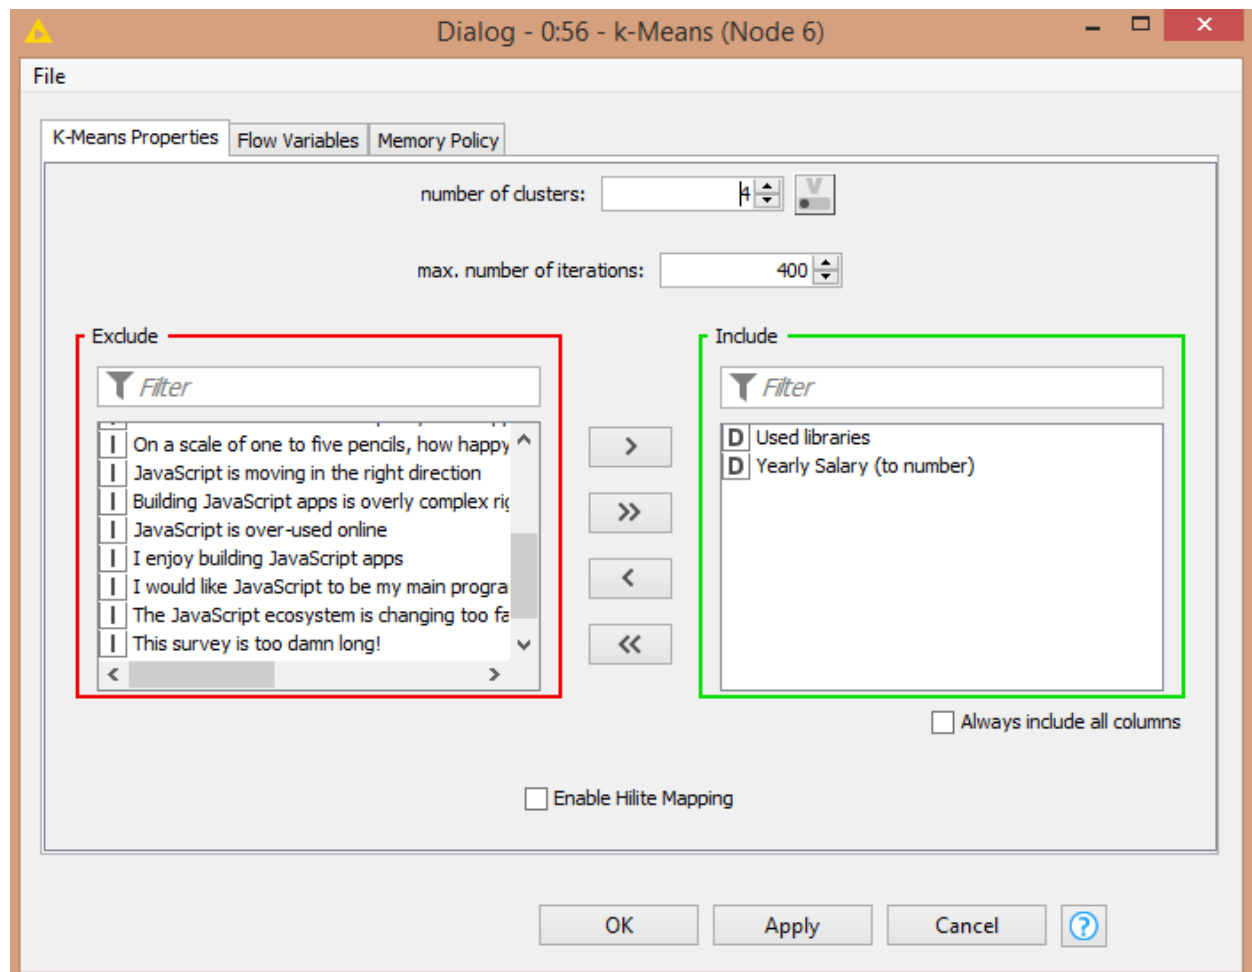 Dialog - 0:56 - k-Means (Node 6)
File
K-Means Properties
Flow Variables
Memory Policy
number of clusters: 4
V
max. number of iterations: 400
Exclude
Filter
I On a scale of one to five pencils, how happy
I JavaScript is moving in the right direction
I Building JavaScript apps is overly complex rig
I JavaScript is over-used online
I I enjoy building JavaScript apps
I I would like JavaScript to be my main progra
I The JavaScript ecosystem is changing too fa
I This survey is too damn long!
>
>>
<
<<
Include
Filter
D Used libraries
D Yearly Salary (to number)
Always include all columns
Enable Hilite Mapping
OK
Apply
Cancel
?